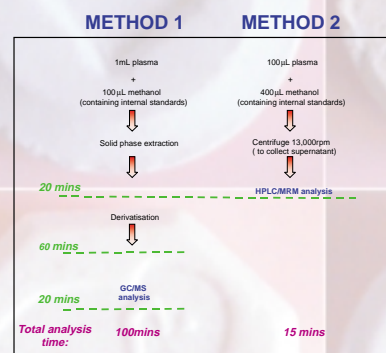 METHOD 1 METHOD 2
1mL plasma
+
100μL methanol
(containing internal standards)
Solid phase extraction
100μL plasma
+
400μL methanol
(containing internal standards)
Centrifuge 13,000rpm
( to collect supernatant)
20 mins
HPLC/MRM analysis
Derivatisation
60 mins
GC/MS
analysis
20 mins
Total analysis
time:
100mins
15 mins